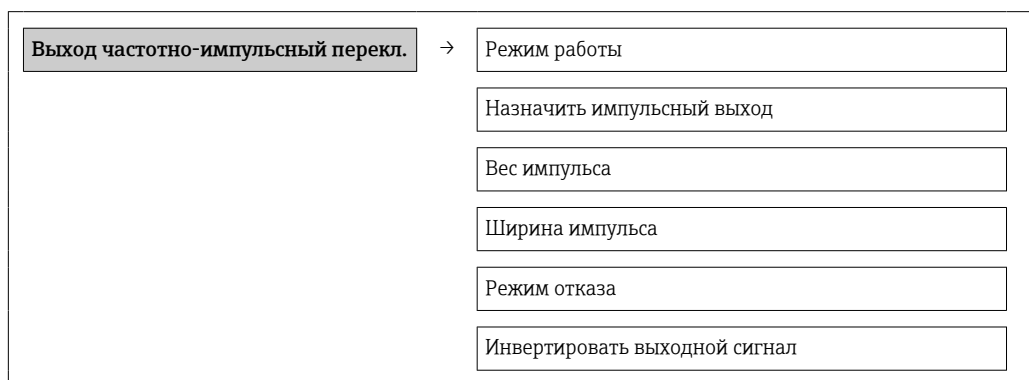 Выход частотно-импульсный перекл. → Режим работы
Назначить импульсный выход
Вес импульса
Ширина импульса
Режим отказа
Инвертировать выходной сигнал